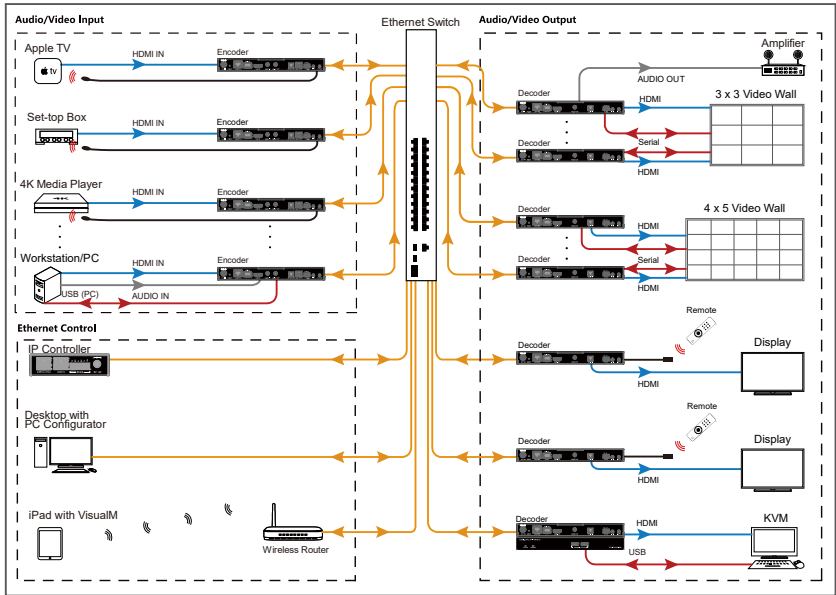 Audio/Video Input
Ethernet Switch
Audio/Video Output
Apple TV
tv
HDMI IN
Encoder
Set-top Box
HDMI IN
Encoder
4K Media Player
HDMI IN
Encoder
Workstation/PC
HDMI IN
Encoder
USB (PC)
AUDIO IN
Ethernet Control
IP Controller
Desktop with
PC Configurator
iPad with VisualM
Wireless Router
Amplifier
AUDIO OUT
Decoder
HDMI
3 x 3 Video Wall
Decoder
Serial
HDMI
Decoder
HDMI
4 x 5 Video Wall
Decoder
Serial
HDMI
Remote
Decoder
HDMI
Display
Remote
Decoder
HDMI
Display
Decoder
HDMI
KVM
USB